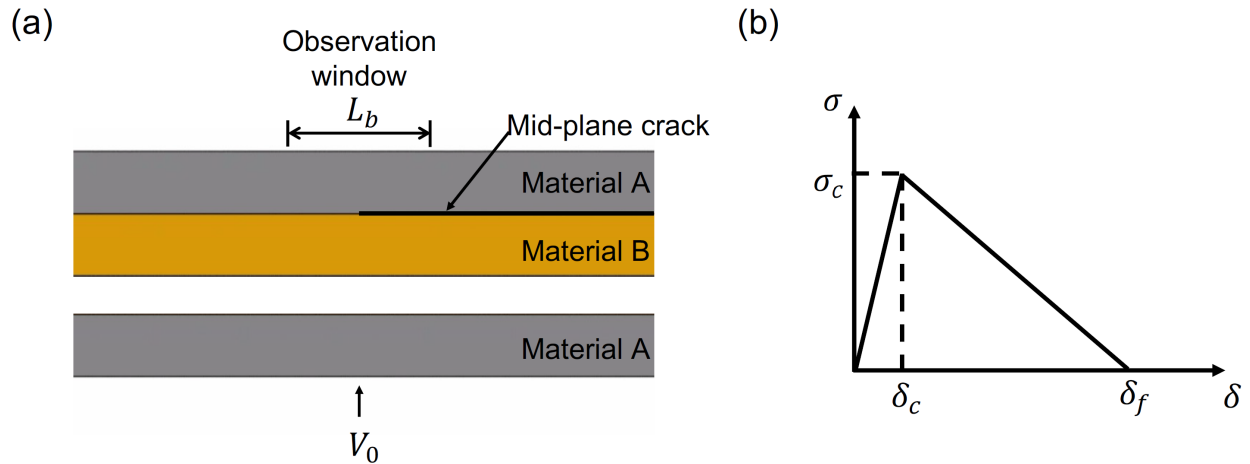 (a)
Observation
window
L_b
Mid-plane crack
Material A
Material B
Material A
V_0
(b)
σ
σ_c
δ_c
δ_f
δ